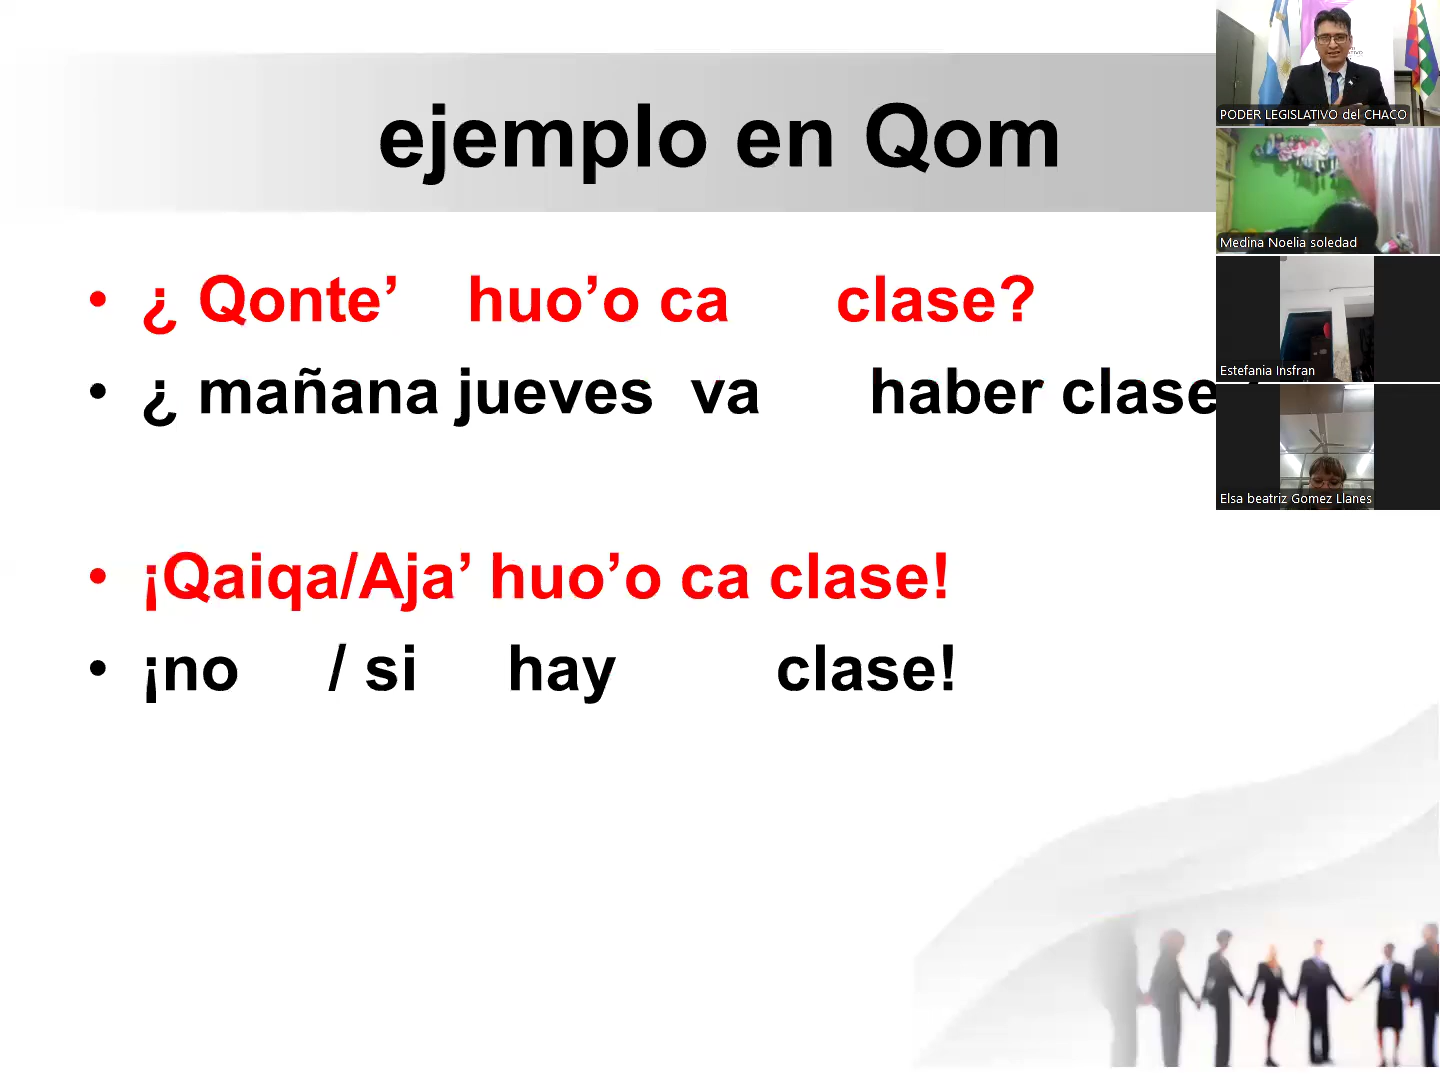 ejemplo en Qom
• ¿ Qonte’ huo’o ca clase?
• ¿ mañana jueves va haber clase
• ¡Qaiqa/Aja’ huo’o ca clase!
• ¡no / si hay clase!
PODER LEGISLATIVO del CHACO
Medina Noelia soledad
Estefania Insfran
Elsa beatriz Gomez Llanes